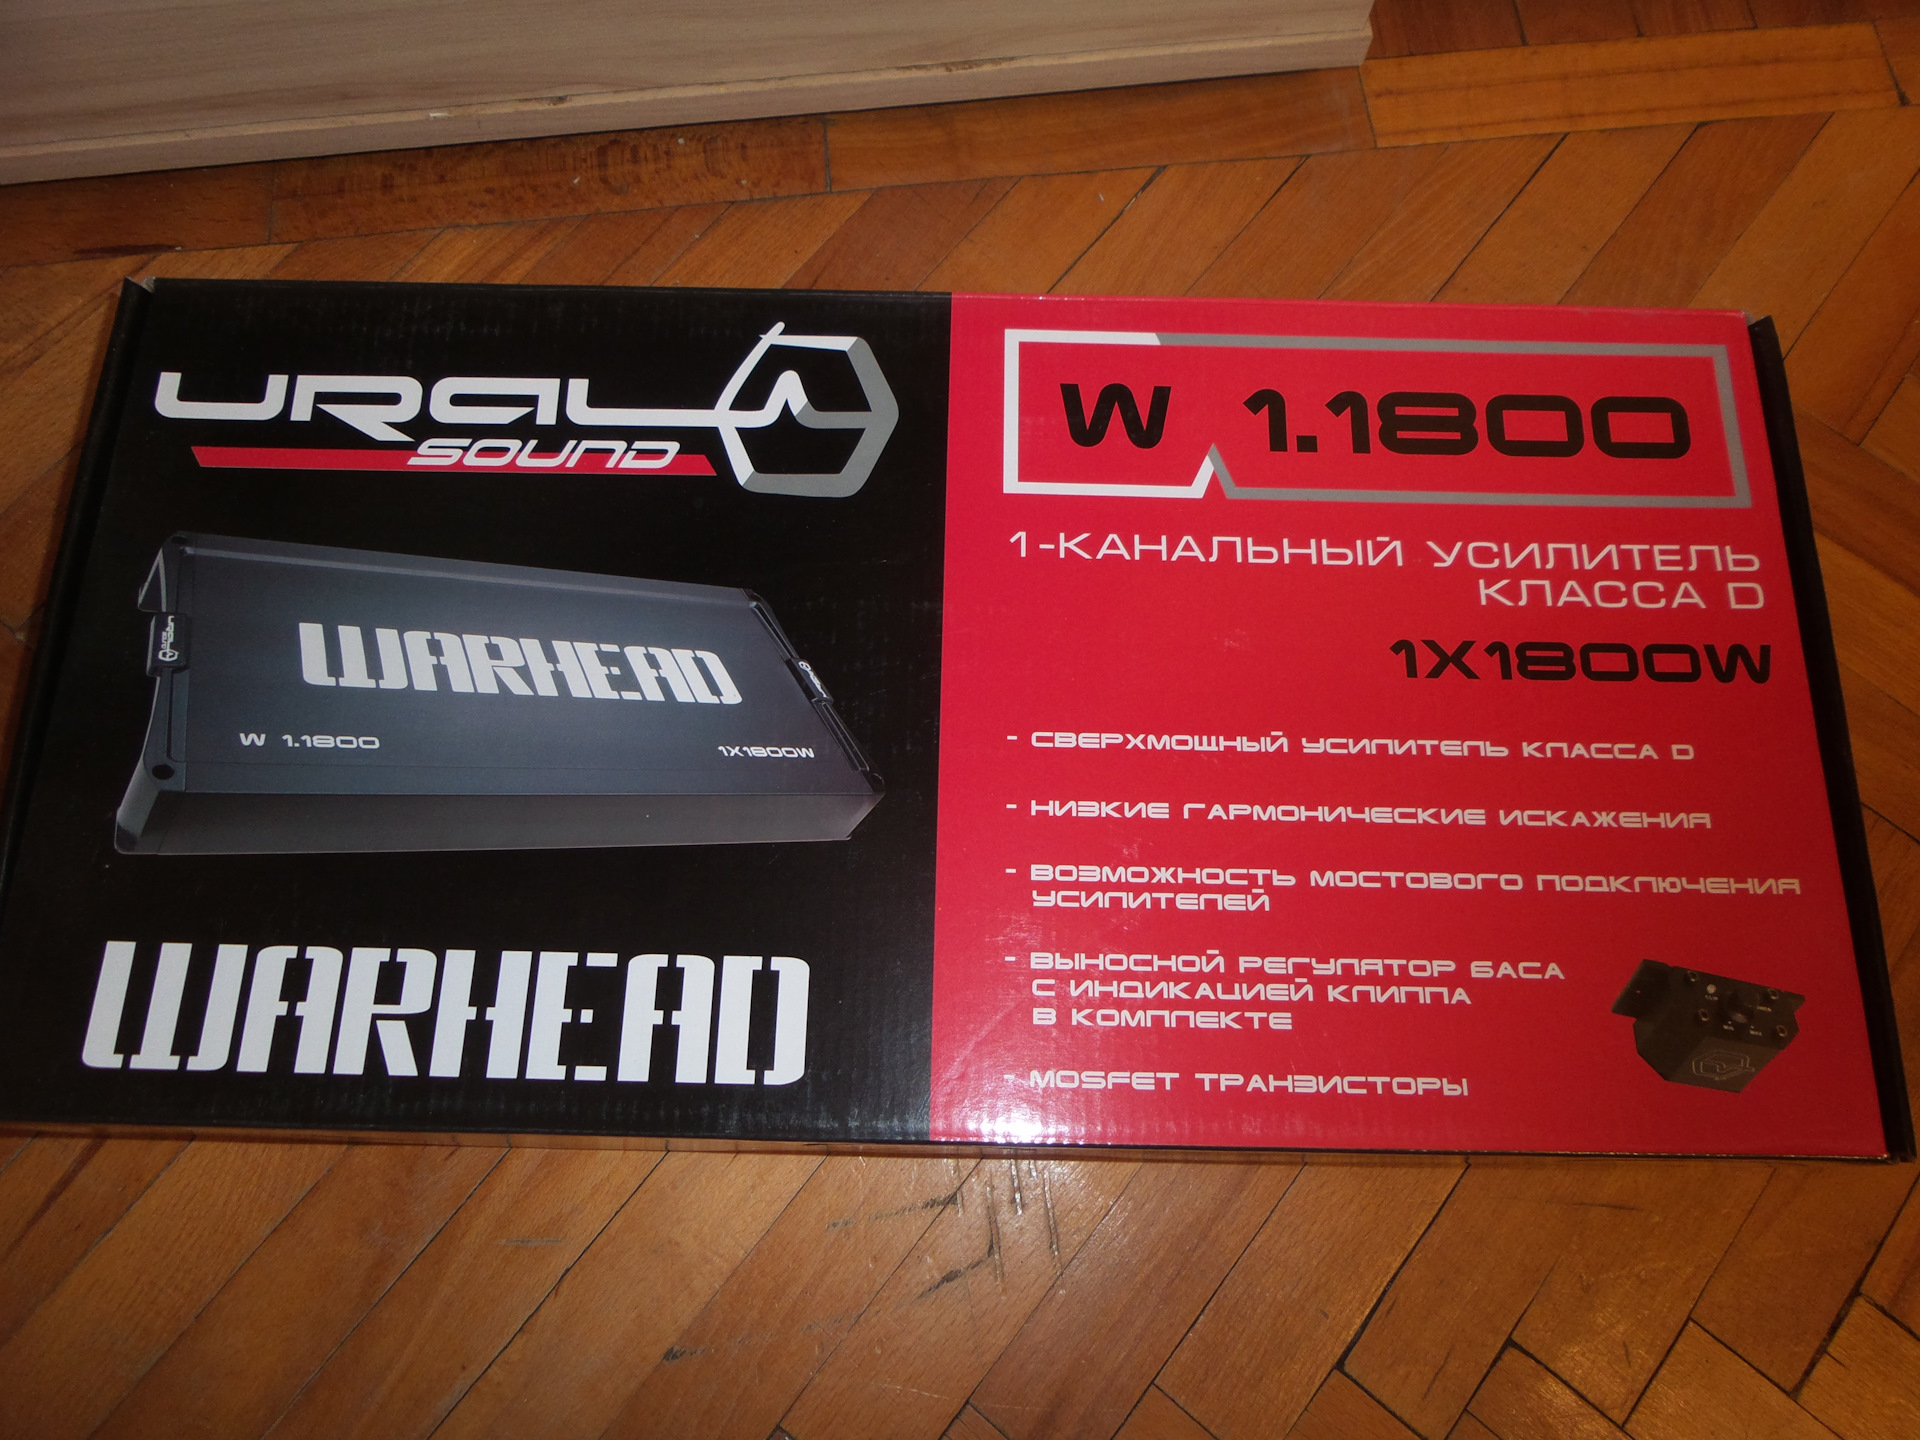 URAL
SOUND
WARHEAD
W 1.1800
1X1800W
WARHEAD
W 1.1800
1-КАНАЛЬНЫЙ УСИЛИТЕЛЬ
КЛАССА D
1X1800W
- СВЕРХМОЩНЫЙ УСИЛИТЕЛЬ КЛАССА D
- НИЗКИЕ ГАРМОНИЧЕСКИЕ ИСКАЖЕНИЯ
- ВОЗМОЖНОСТЬ МОСТОВОГО ПОДКЛЮЧЕНИЯ
УСИЛИТЕЛЕЙ
- ВЫНОСНОЙ РЕГУЛЯТОР БАСА
С ИНДИКАЦИЕЙ КЛИППА
В КОМПЛЕКТЕ
- MOSFET ТРАНЗИСТОРЫ